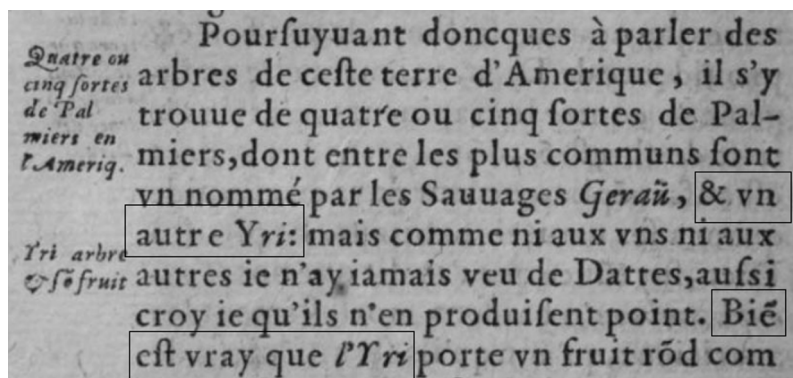 Pourſuyuant doncques à parler des
Quatre ou
cinq ſortes
de Pal
miers en
l'Ameriq.
arbres de ceſte terre d'Amerique, il s'y
trouue de quatre ou cinq ſortes de Pal-
miers,dont entre les plus communs ſont
vn nommé par les Sauuages Geraü, & vn
autre Yri: mais comme ni aux vns ni aux
Yri arbre
& ſõ fruit
autres ie n'ay iamais veu de Dattes,auſsi
croy ie qu'ils n'en produiſent point. Biẽ
eſt vray que l'Yri porte vn fruit rõd com